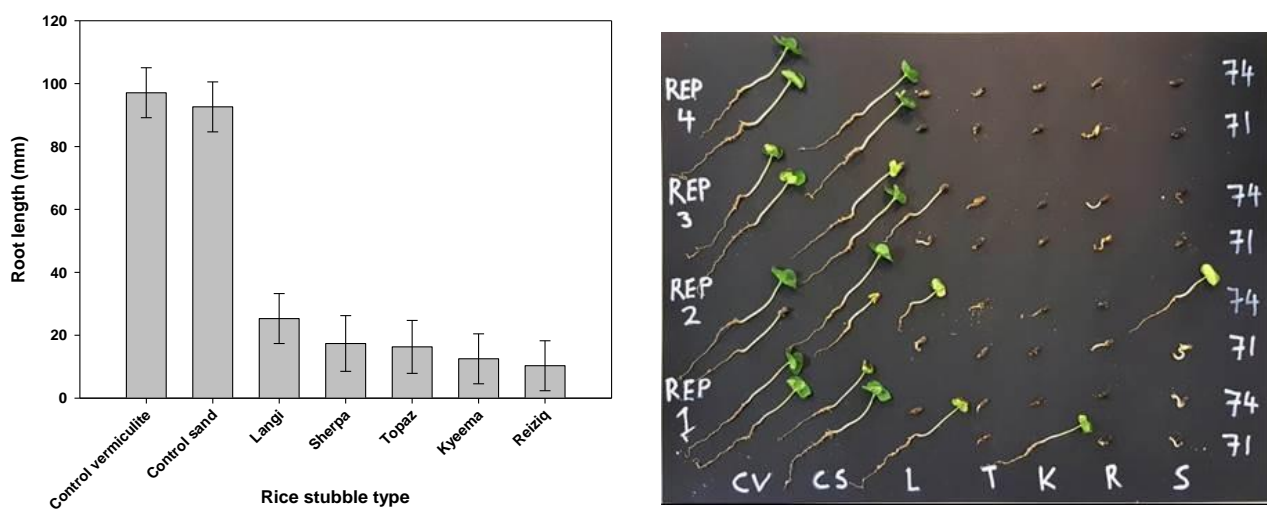 120
100
80
60
40
20
0
Root length (mm)
Control vermiculite
Control sand
Langi
Sherpa
Topaz
Kyeema
Reiziq
Rice stubble type
REP
4
74
71
REP
3
74
71
REP
2
74
71
REP
1
74
71
CV CS L T K R S